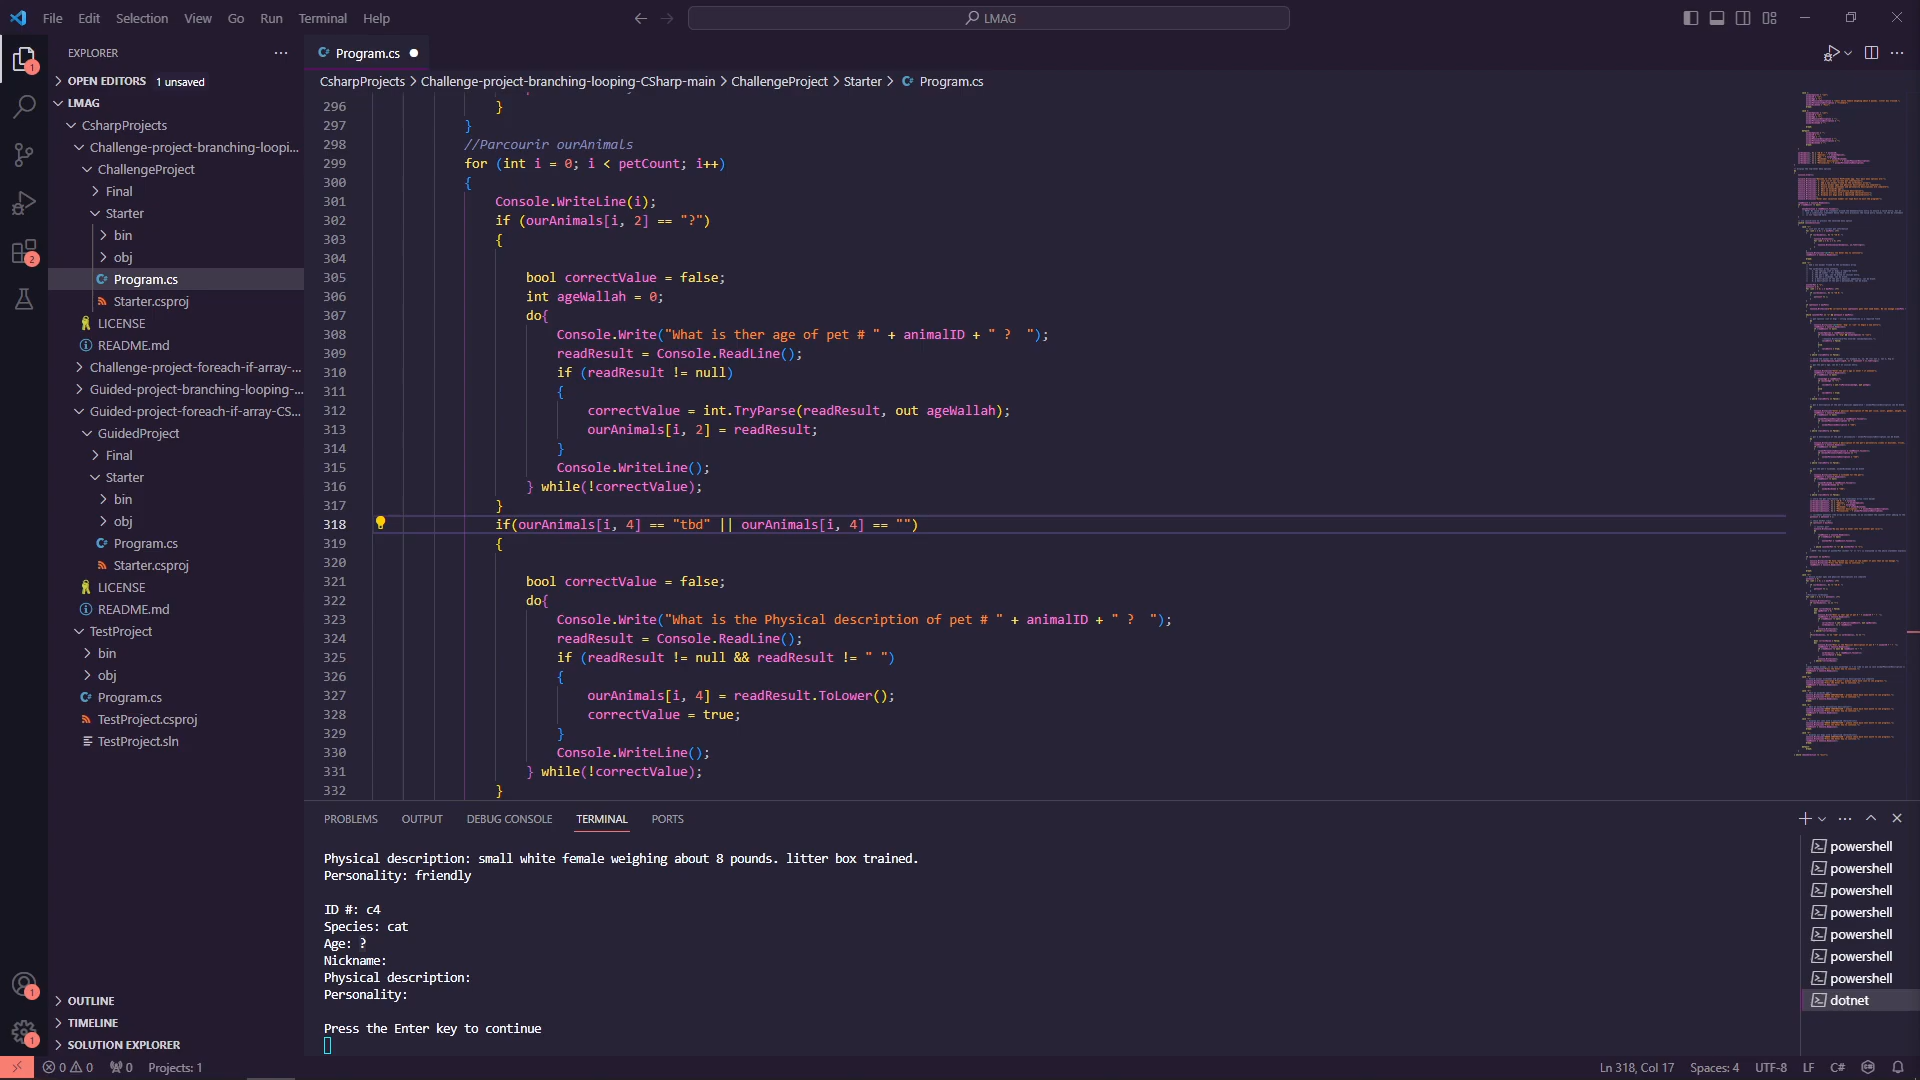 File Edit Selection View Go Run Terminal Help
LMAG
EXPLORER
OPEN EDITORS 1 unsaved
LMAG
CsharpProjects
Challenge-project-branching-loopi...
ChallengeProject
Final
Starter
bin
obj
Program.cs
Starter.csproj
LICENSE
README.md
Challenge-project-foreach-if-array-...
Guided-project-branching-looping-...
Guided-project-foreach-if-array-CS...
GuidedProject
Final
Starter
bin
obj
Program.cs
Starter.csproj
LICENSE
README.md
TestProject
bin
obj
Program.cs
TestProject.csproj
TestProject.sln
OUTLINE
TIMELINE
SOLUTION EXPLORER
1
2
1
1
Program.cs
CsharpProjects > Challenge-project-branching-looping-CSharp-main > ChallengeProject > Starter > Program.cs
296 }
297 }
298 //Parcourir ourAnimals
299 for (int i = 0; i < petCount; i++)
300 {
301 Console.WriteLine(i);
302 if (ourAnimals[i, 2] == "?")
303 {
304
305 bool correctValue = false;
306 int ageWallah = 0;
307 do{
308 Console.Write("What is ther age of pet # " + animalID + " ?  ");
309 readResult = Console.ReadLine();
310 if (readResult != null)
311 {
312 correctValue = int.TryParse(readResult, out ageWallah);
313 ourAnimals[i, 2] = readResult;
314 }
315 Console.WriteLine();
316 } while(!correctValue);
317 }
318 if(ourAnimals[i, 4] == "tbd" || ourAnimals[i, 4] == "")
319 {
320
321 bool correctValue = false;
322 do{
323 Console.Write("What is the Physical description of pet # " + animalID + " ?  ");
324 readResult = Console.ReadLine();
325 if (readResult != null && readResult != " ")
326 {
327 ourAnimals[i, 4] = readResult.ToLower();
328 correctValue = true;
329 }
330 Console.WriteLine();
331 } while(!correctValue);
332 }
PROBLEMS OUTPUT DEBUG CONSOLE TERMINAL PORTS
Physical description: small white female weighing about 8 pounds. litter box trained.
Personality: friendly
ID #: c4
Species: cat
Age: ?
Nickname:
Physical description:
Personality:
Press the Enter key to continue
powershell
powershell
powershell
powershell
powershell
powershell
powershell
dotnet
0 0 0 Projects: 1
Ln 318, Col 17 Spaces: 4 UTF-8 LF C#